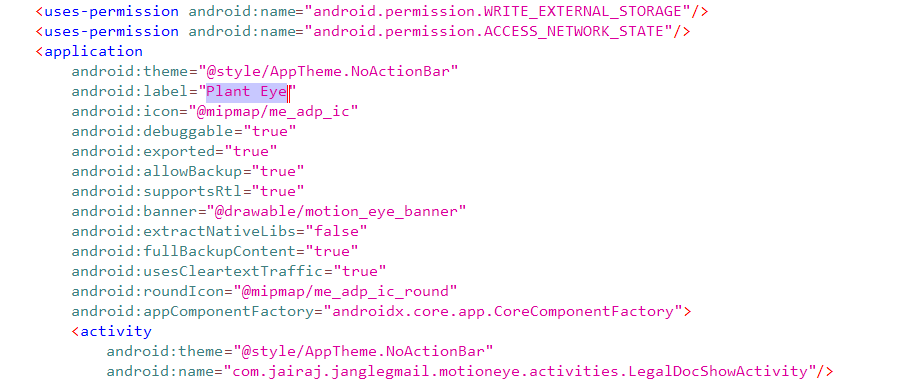 <uses-permission android:name="android.permission.WRITE_EXTERNAL_STORAGE"/>
<uses-permission android:name="android.permission.ACCESS_NETWORK_STATE"/>
<application
android:theme="@style/AppTheme.NoActionBar"
android:label="Plant Eye"
android:icon="@mipmap/me_adp_ic"
android:debuggable="true"
android:exported="true"
android:allowBackup="true"
android:supportsRtl="true"
android:banner="@drawable/motion_eye_banner"
android:extractNativeLibs="false"
android:fullBackupContent="true"
android:usesCleartextTraffic="true"
android:roundIcon="@mipmap/me_adp_ic_round"
android:appComponentFactory="androidx.core.app.CoreComponentFactory">
<activity
android:theme="@style/AppTheme.NoActionBar"
android:name="com.jairaj.janglegmail.motioneye.activities.LegalDocShowActivity"/>